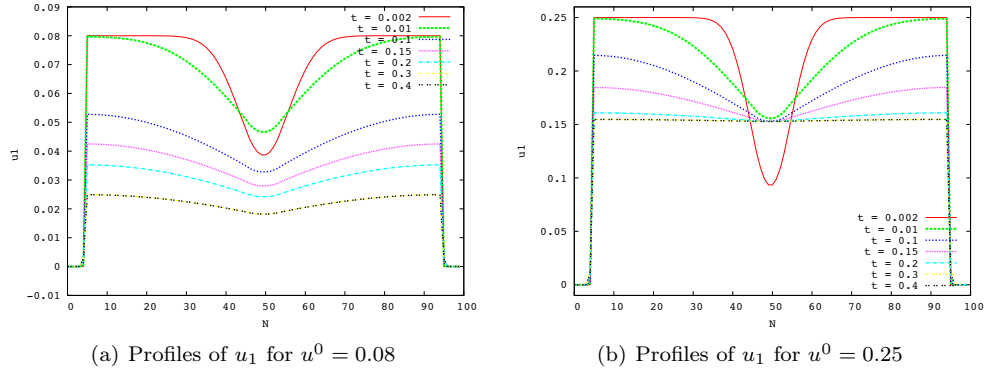 0.09
0.08
0.07
0.06
0.05
0.04
0.03
0.02
0.01
0
−0.01
u1
0 10 20 30 40 50 60 70 80 90 100
N
t = 0.002
t = 0.01
t = 0.1
t = 0.15
t = 0.2
t = 0.3
t = 0.4
(a) Profiles of u₁ for u⁰ = 0.08
0.25
0.2
0.15
0.1
0.05
0
u1
0 10 20 30 40 50 60 70 80 90 100
N
t = 0.002
t = 0.01
t = 0.1
t = 0.15
t = 0.2
t = 0.3
t = 0.4
(b) Profiles of u₁ for u⁰ = 0.25